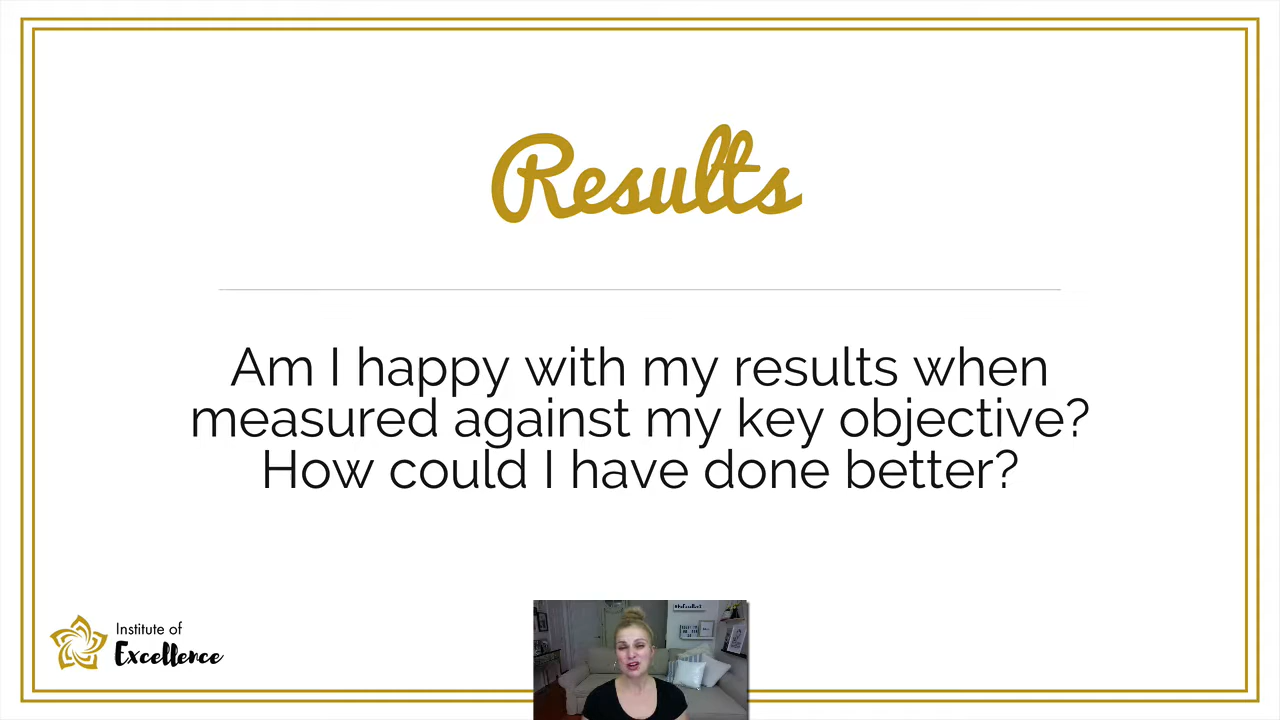 Results
Am I happy with my results when
measured against my key objective?
How could I have done better?
Institute of
Excellence